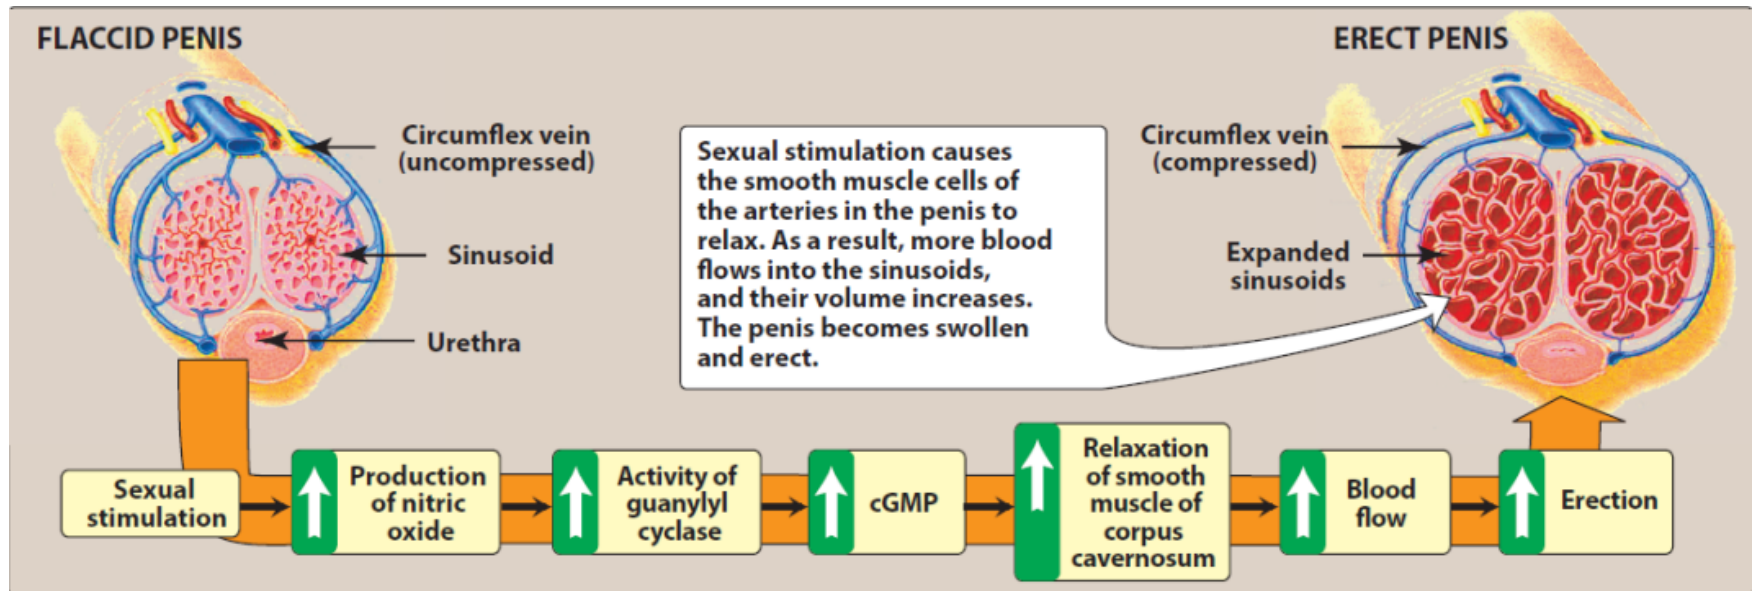 FLACCID PENIS
ERECT PENIS
Circumflex vein
(uncompressed)
Sinusoid
Urethra
Sexual stimulation causes
the smooth muscle cells of
the arteries in the penis to
relax. As a result, more blood
flows into the sinusoids,
and their volume increases.
The penis becomes swollen
and erect.
Circumflex vein
(compressed)
Expanded
sinusoids
Sexual
stimulation
Production
of nitric
oxide
Activity of
guanylyl
cyclase
cGMP
Relaxation
of smooth
muscle of
corpus
cavernosum
Blood
flow
Erection